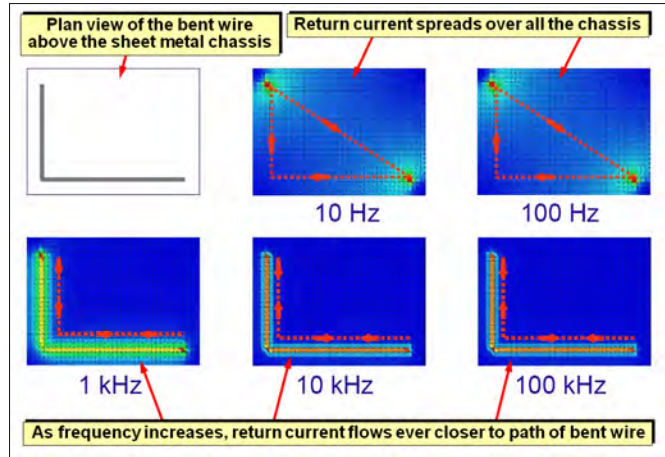 Plan view of the bent wire
above the sheet metal chassis
Return current spreads over all the chassis
10 Hz
100 Hz
1 kHz
10 kHz
100 kHz
As frequency increases, return current flows ever closer to path of bent wire